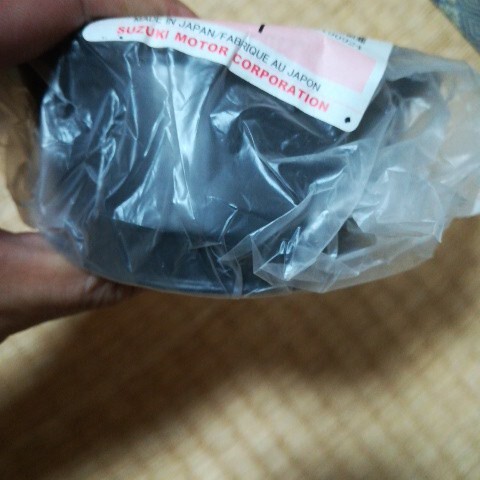 MADE IN JAPAN/FABRIQUE AU JAPON
SUZUKI MOTOR CORPORATION